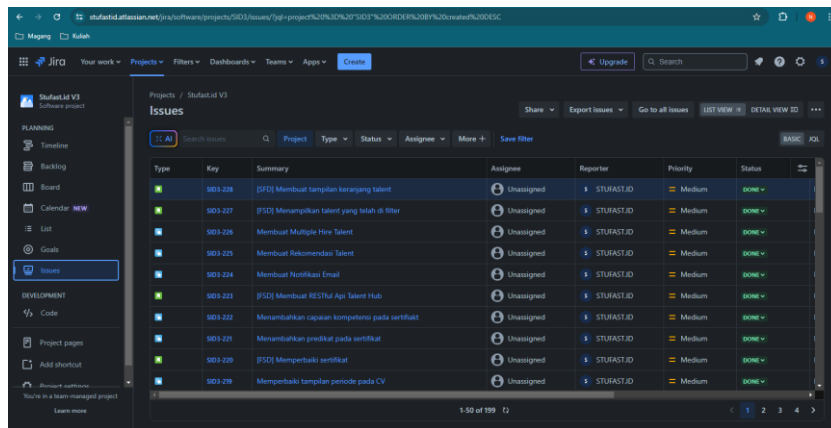 stufastid.atlassian.net/jira/software/projects/SID3/issues/?jql=project%20%3D%20"SID3"%20ORDER%20BY%20created%20DESC
Magang Kuliah
Jira Your work Projects Filters Dashboards Teams Apps Create Upgrade Search
Stufast.id V3
Software project
PLANNING
Timeline
Backlog
Board
Calendar NEW
List
Goals
Issues
DEVELOPMENT
Code
Project pages
Add shortcut
Project settings
You're in a team-managed project
Learn more
Projects / Stufast.id V3
Issues Share Export issues Go to all issues LIST VIEW DETAIL VIEW
AI Search issues Project Type Status Assignee More + Save filter BASIC JQL
Type Key Summary Assignee Reporter Priority Status
SID3-228 [SFD] Membuat tampilan keranjang talent Unassigned S STUFAST.ID Medium DONE
SID3-227 [FSD] Menampilkan talent yang telah di filter Unassigned S STUFAST.ID Medium DONE
SID3-226 Membuat Multiple Hire Talent Unassigned S STUFAST.ID Medium DONE
SID3-225 Membuat Rekomendasi Talent Unassigned S STUFAST.ID Medium DONE
SID3-224 Membuat Notifikasi Email Unassigned S STUFAST.ID Medium DONE
SID3-223 [FSD] Membuat RESTful Api Talent Hub Unassigned S STUFAST.ID Medium DONE
SID3-222 Menambahkan capaian kompetensi pada sertifiakt Unassigned S STUFAST.ID Medium DONE
SID3-221 Menambahkan predikat pada sertifikat Unassigned S STUFAST.ID Medium DONE
SID3-220 [FSD] Memperbaiki sertifikat Unassigned S STUFAST.ID Medium DONE
SID3-219 Memperbaiki tampilan periode pada CV Unassigned S STUFAST.ID Medium DONE
1-50 of 199 1 2 3 4